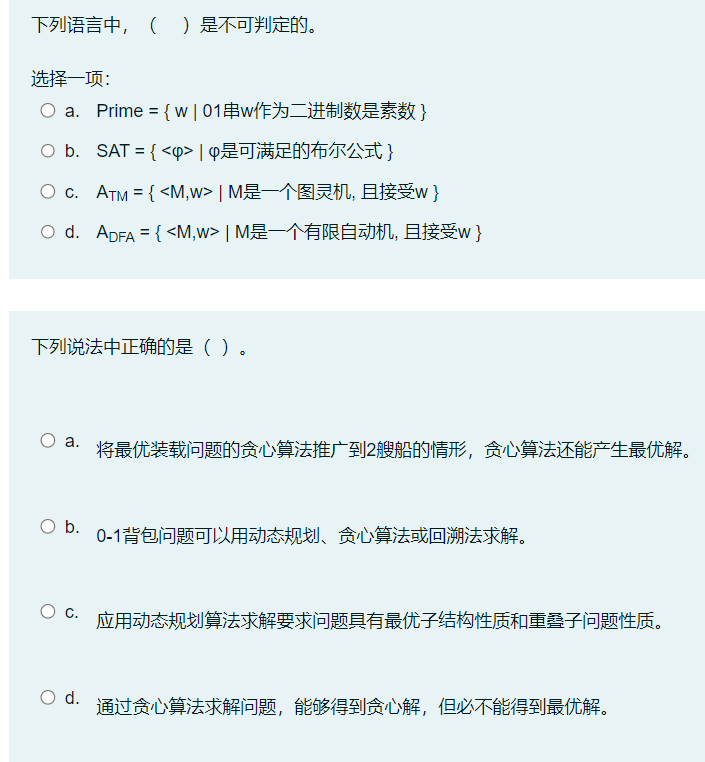 下列语言中，（ ）是不可判定的。
选择一项：
a. Prime = { w | 01串w作为二进制数是素数 }
b. SAT = { <φ> | φ是可满足的布尔公式 }
c. ATM = { <M,w> | M是一个图灵机, 且接受w }
d. ADFA = { <M,w> | M是一个有限自动机, 且接受w }
下列说法中正确的是（ ）。
a. 将最优装载问题的贪心算法推广到2艘船的情形，贪心算法还能产生最优解。
b. 0-1背包问题可以用动态规划、贪心算法或回溯法求解。
c. 应用动态规划算法求解要求问题具有最优子结构性质和重叠子问题性质。
d. 通过贪心算法求解问题，能够得到贪心解，但必不能得到最优解。